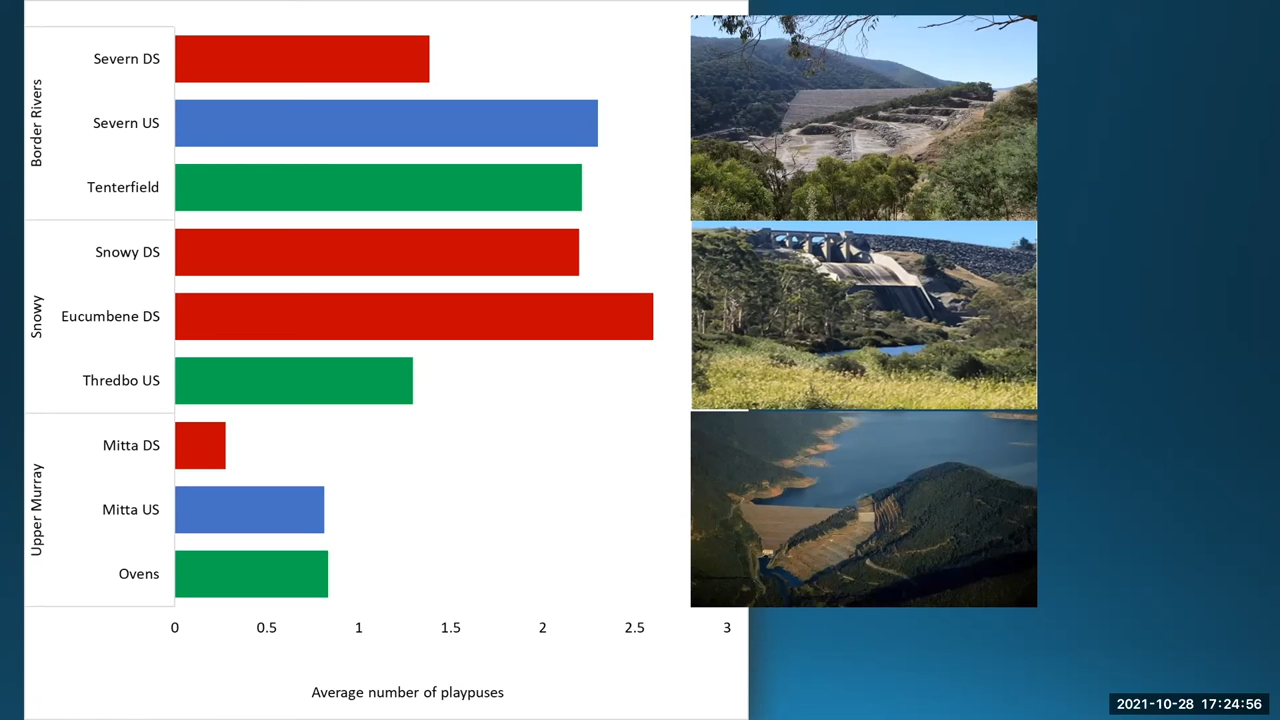 Border Rivers
Severn DS
Severn US
Tenterfield
Snowy
Snowy DS
Eucumbene DS
Thredbo US
Upper Murray
Mitta DS
Mitta US
Ovens
0 0.5 1 1.5 2 2.5 3
Average number of playpuses
2021-10-28 17:24:56